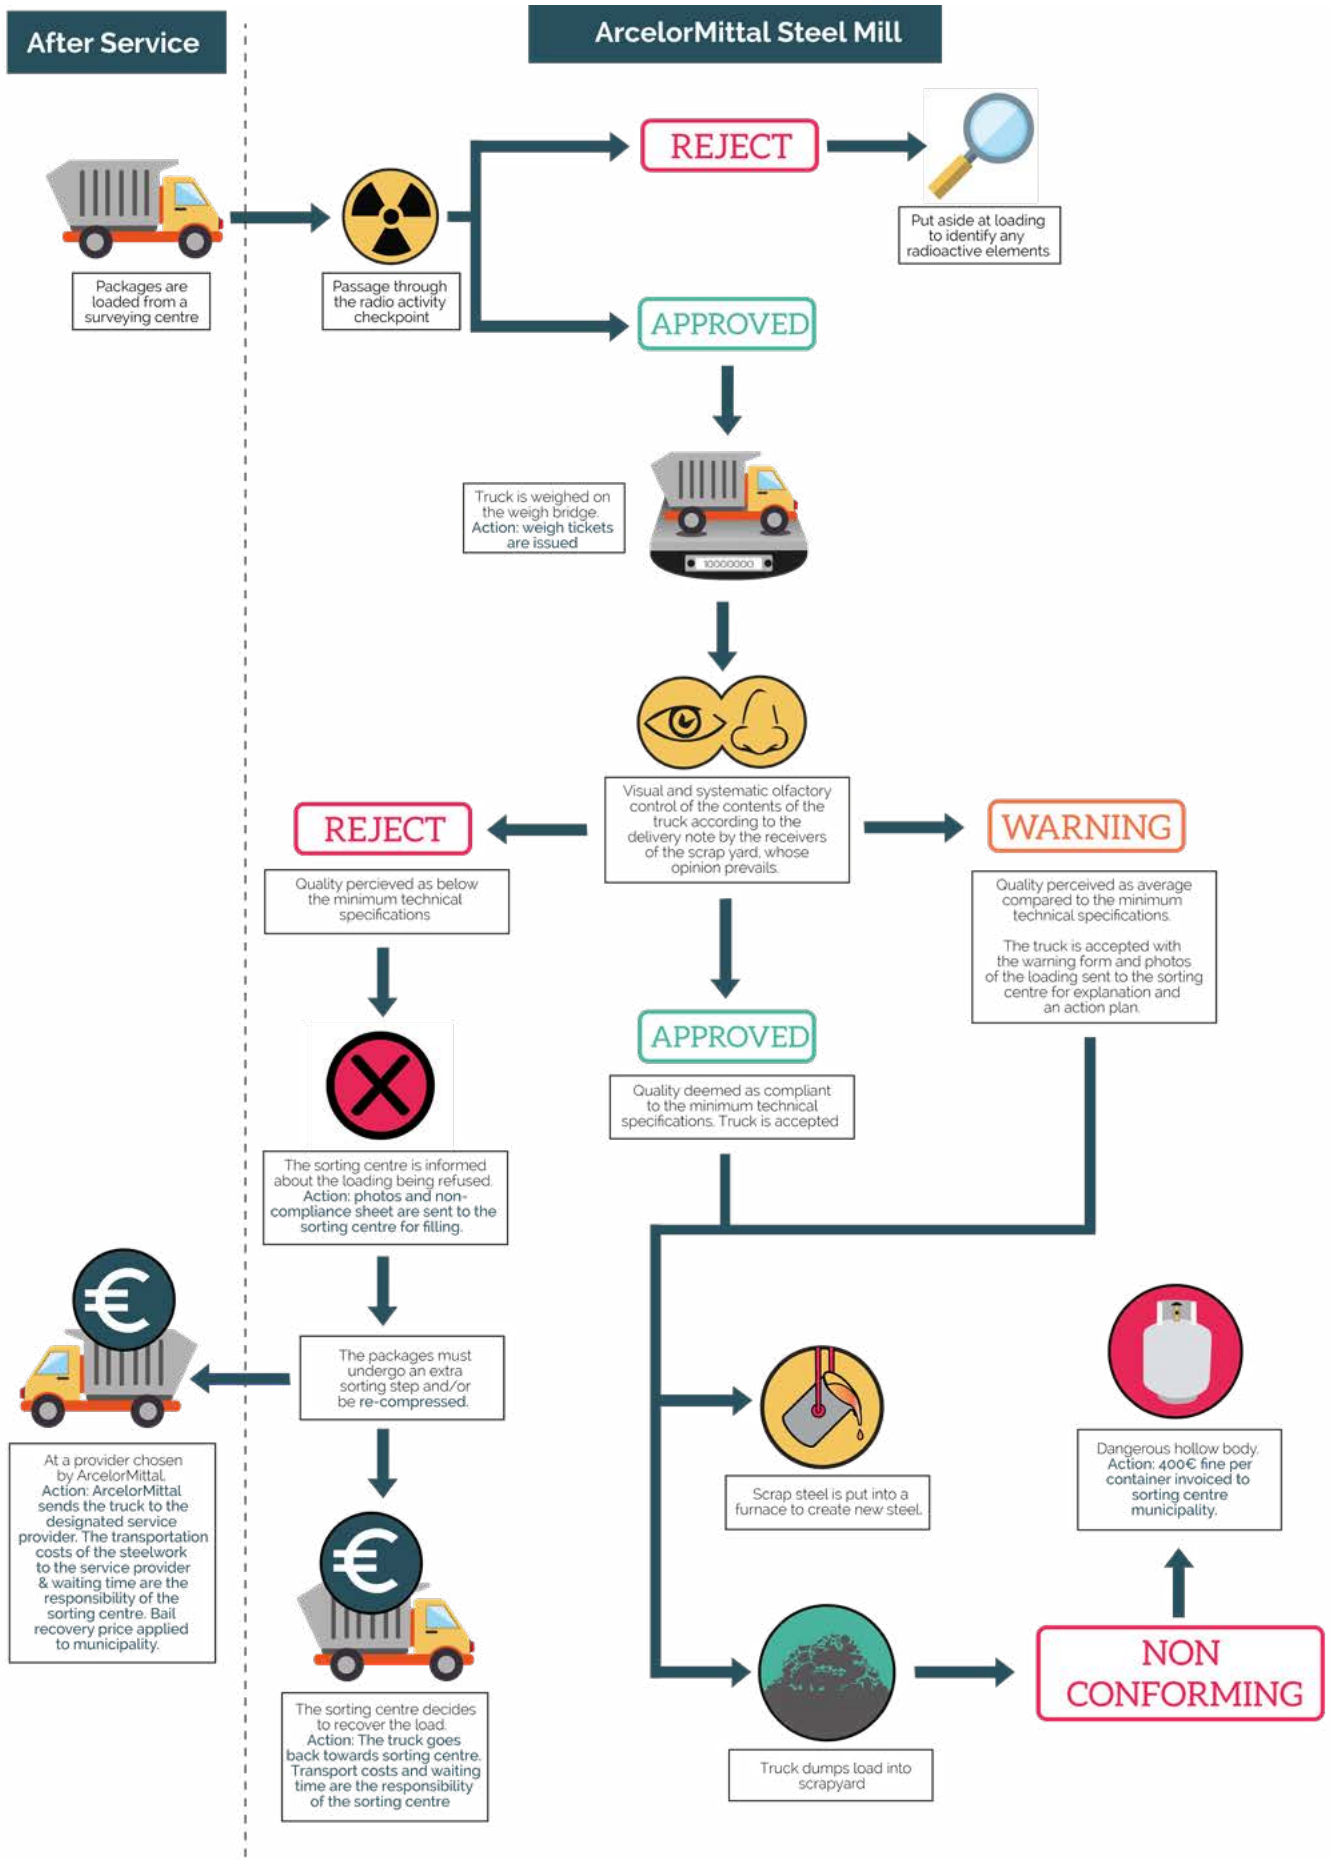 After Service
ArcelorMittal Steel Mill
REJECT
Put aside at loading
to identify any
radioactive elements
Packages are
loaded from a
surveying centre
Passage through
the radio activity
checkpoint
APPROVED
Truck is weighed on
the weigh bridge.
Action: weigh tickets
are issued
10000000
Visual and systematic olfactory
control of the contents of the
truck according to the
delivery note by the receivers
of the scrap yard, whose
opinion prevails.
REJECT
Quality percieved as below
the minimum technical
specifications
WARNING
Quality perceived as average
compared to the minimum
technical specifications.
The truck is accepted with
the warning form and photos
of the loading sent to the sorting
centre for explanation and
an action plan.
APPROVED
Quality deemed as compliant
to the minimum technical
specifications. Truck is accepted
The sorting centre is informed
about the loading being refused.
Action: photos and non-
compliance sheet are sent to the
sorting centre for filling.
The packages must
undergo an extra
sorting step and/or
be re-compressed.
€
At a provider chosen
by ArcelorMittal.
Action: ArcelorMittal
sends the truck to the
designated service
provider. The transportation
costs of the steelwork
to the service provider
& waiting time are the
responsibility of the
sorting centre. Bail
recovery price applied
to municipality.
€
The sorting centre decides
to recover the load.
Action: The truck goes
back towards sorting centre.
Transport costs and waiting
time are the responsibility
of the sorting centre
Scrap steel is put into a
furnace to create new steel.
Dangerous hollow body.
Action: 400€ fine per
container invoiced to
sorting centre
municipality.
NON
CONFORMING
Truck dumps load into
scrapyard